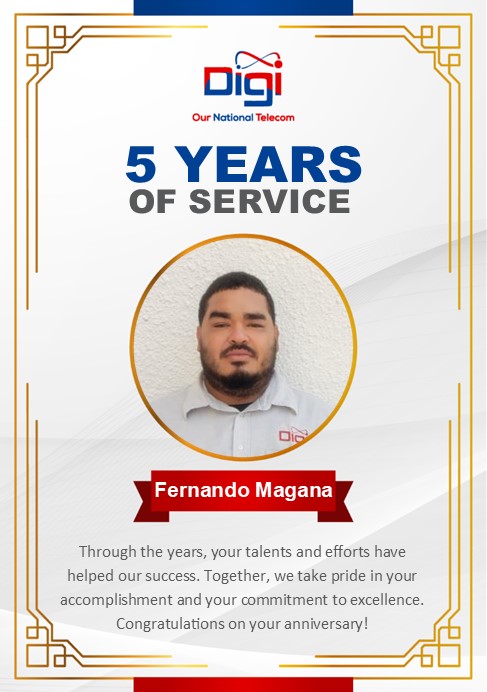 Digi
Our National Telecom
5 YEARS
OF SERVICE
Digi
Fernando Magana
Through the years, your talents and efforts have
helped our success. Together, we take pride in your
accomplishment and your commitment to excellence.
Congratulations on your anniversary!